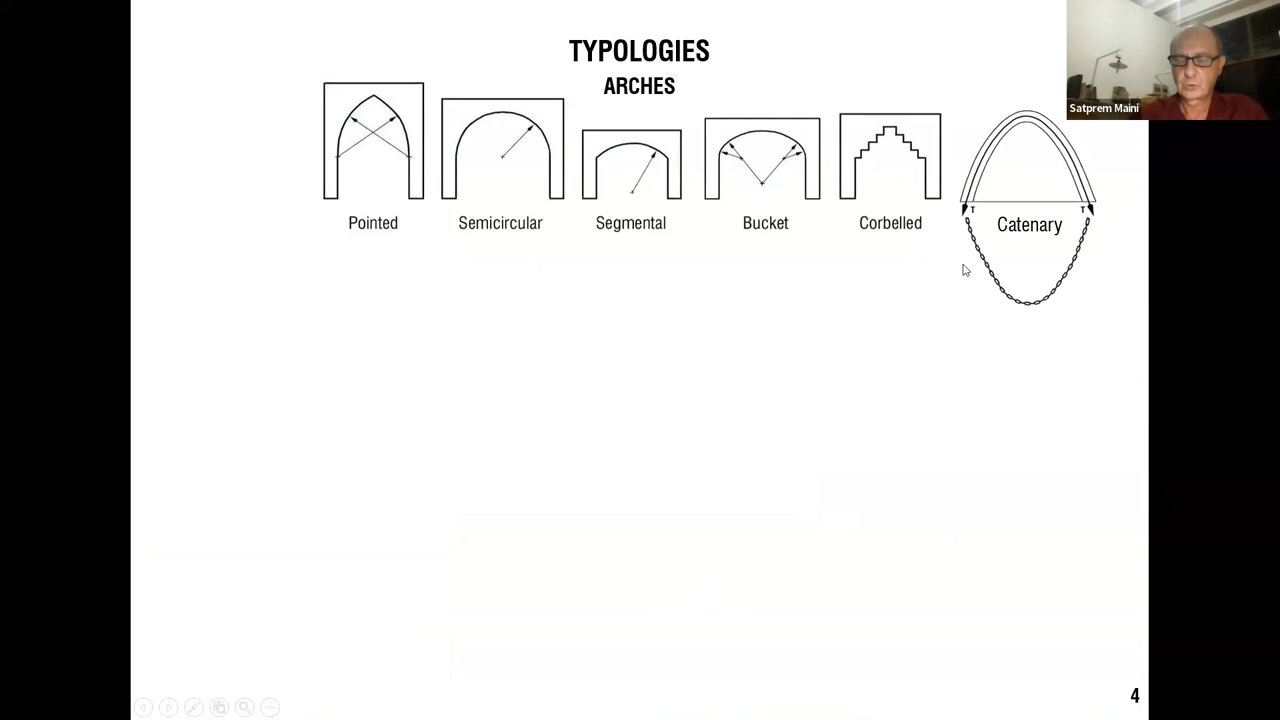 TYPOLOGIES
ARCHES
Satprem Maini
Pointed
Semicircular
Segmental
Bucket
Corbelled
T T
Catenary
4